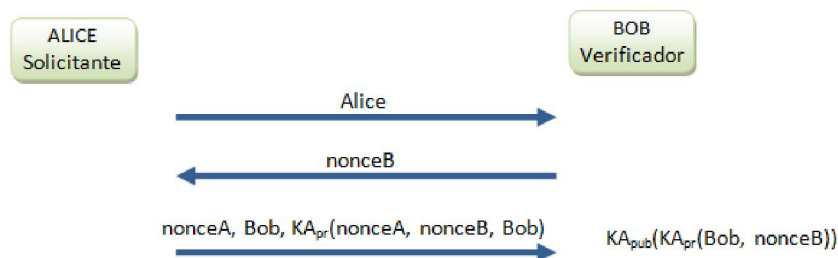 ALICE
Solicitante
BOB
Verificador
Alice
nonceB
nonceA, Bob, KApr(nonceA, nonceB, Bob)
KApub(KApr(Bob, nonceB))